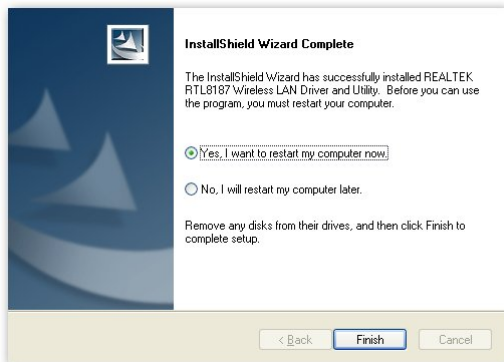 InstallShield Wizard Complete
The InstallShield Wizard has successfully installed REALTEK
RTL8187 Wireless LAN Driver and Utility. Before you can use
the program, you must restart your computer.
Yes, I want to restart my computer now.
No, I will restart my computer later.
Remove any disks from their drives, and then click Finish to
complete setup.
< Back Finish Cancel